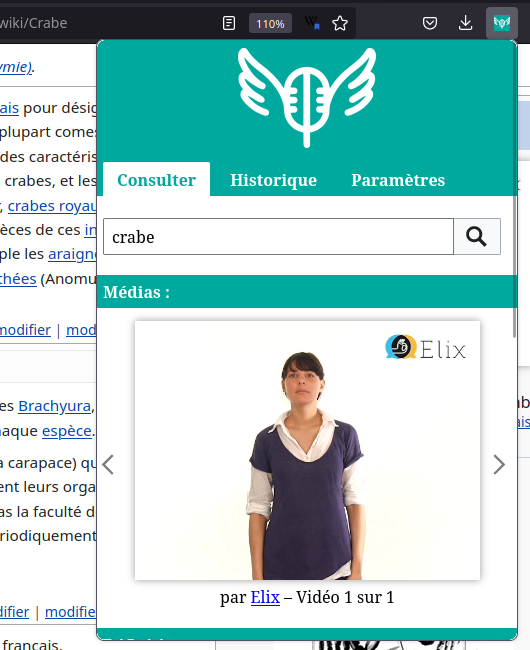 wiki/Crabe
110%
W
ymie).
Consulter
Historique
Paramètres
crabe
Médias :
Elix
par Elix – Vidéo 1 sur 1
ais pour désig
plupart comes
des caractéris
crabes, et les
, crabes royau
èces de ces in
ple les araign
thées (Anomu
modifier | mod
es Brachyura,
haque espèce.
a carapace) qu
ent leurs orga
as la faculté d
riodiquement
difier | modifie
français.